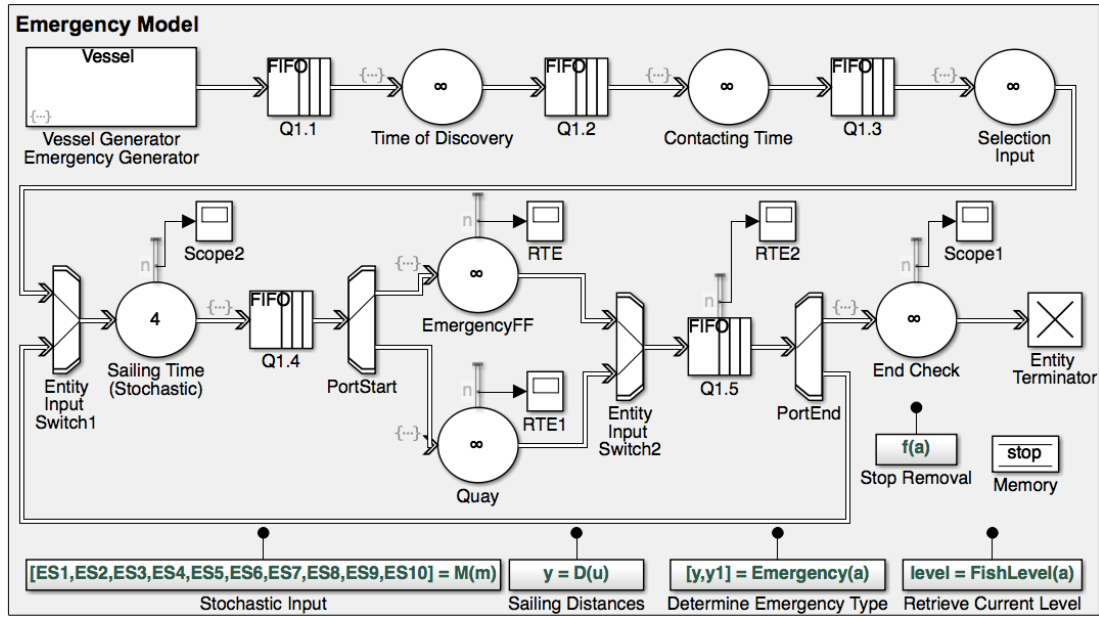 Emergency Model
Vessel
{...}
Vessel Generator
Emergency Generator
FIFO
Q1.1
{...}
∞
Time of Discovery
FIFO
Q1.2
{...}
∞
Contacting Time
FIFO
Q1.3
{...}
∞
Selection
Input
Entity
Input
Switch1
n
Scope2
4
Sailing Time
(Stochastic)
{...}
FIFO
Q1.4
PortStart
{...}
n
RTE
∞
EmergencyFF
{...}
n
RTE1
∞
Quay
Entity
Input
Switch2
n
RTE2
FIFO
Q1.5
PortEnd
{...}
n
Scope1
∞
End Check
Entity
Terminator
f(a)
Stop Removal
stop
Memory
[ES1,ES2,ES3,ES4,ES5,ES6,ES7,ES8,ES9,ES10] = M(m)
Stochastic Input
y = D(u)
Sailing Distances
[y,y1] = Emergency(a)
Determine Emergency Type
level = FishLevel(a)
Retrieve Current Level